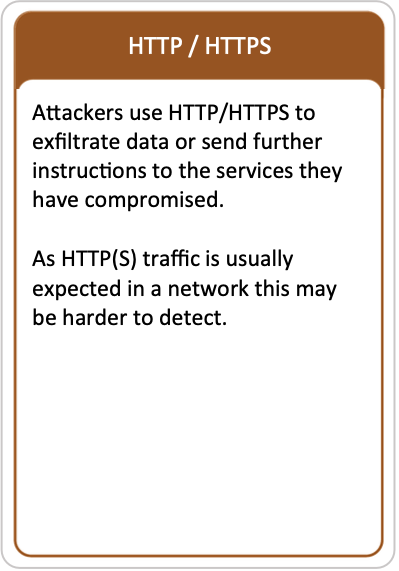 HTTP / HTTPS
Attackers use HTTP/HTTPS to
exfiltrate data or send further
instructions to the services they
have compromised.
As HTTP(S) traffic is usually
expected in a network this may
be harder to detect.